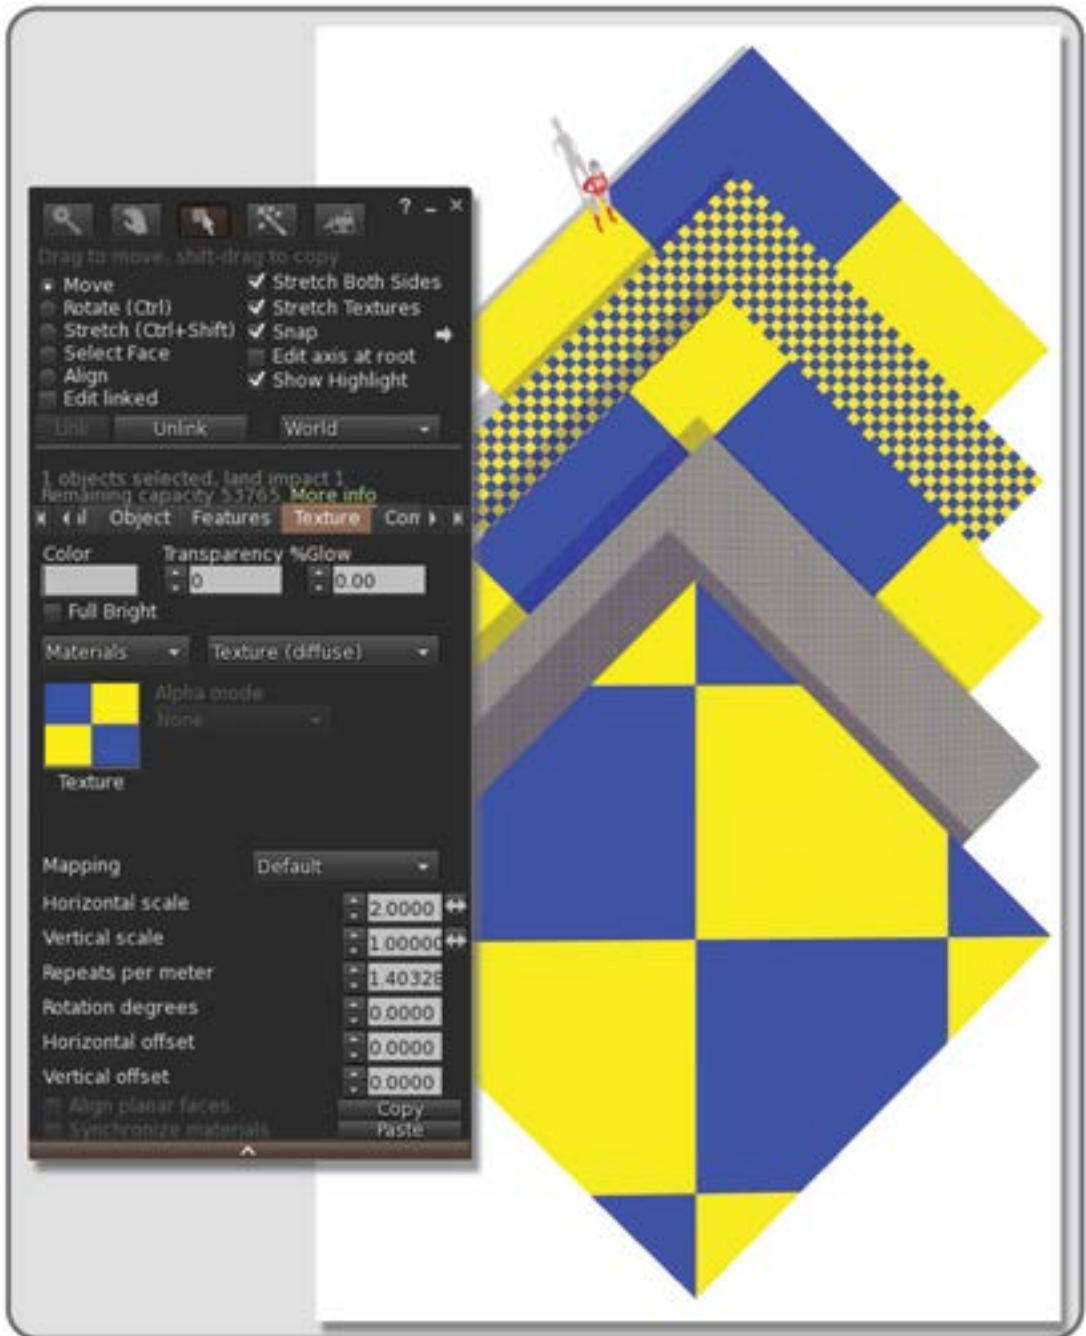 ? _ ×
Drag to move, shift-drag to copy
Move
Stretch Both Sides
Rotate (Ctrl)
Stretch Textures
Stretch (Ctrl+Shift)
Snap
Select Face
Edit axis at root
Align
Show Highlight
Edit linked
Link
Unlink
World
1 objects selected, land impact 1
Remaining capacity 53765 More info
Object Features Texture Con
Color Transparency %Glow
0 0.00
Full Bright
Materials Texture (diffuse)
Alpha mode
None
Texture
Mapping Default
Horizontal scale 2.0000
Vertical scale 1.00000
Repeats per meter 1.40328
Rotation degrees 0.0000
Horizontal offset 0.0000
Vertical offset 0.0000
Align planar faces Copy
Synchronize materials Paste